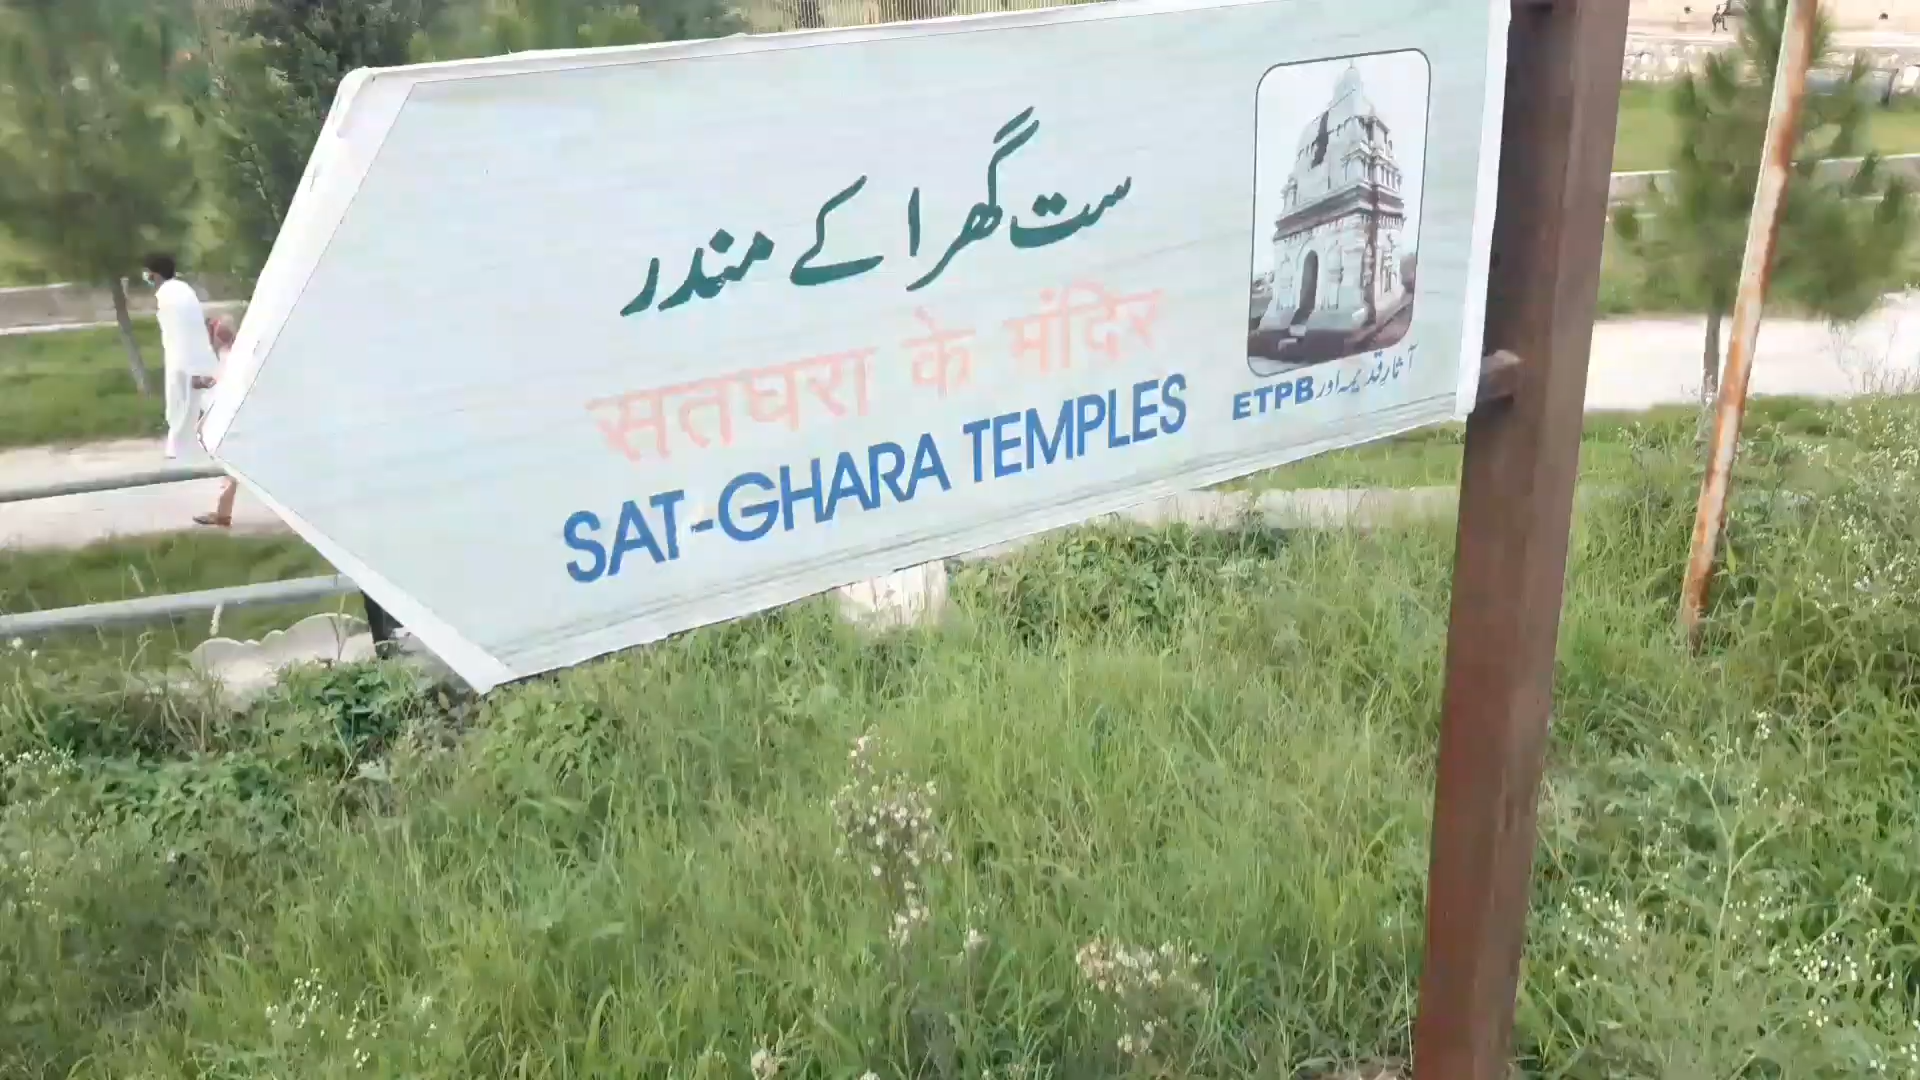 ست گھرا کے مندر
सतघरा के मंदिर
SAT-GHARA TEMPLES
آثارِ قدیمہ اور ETPB